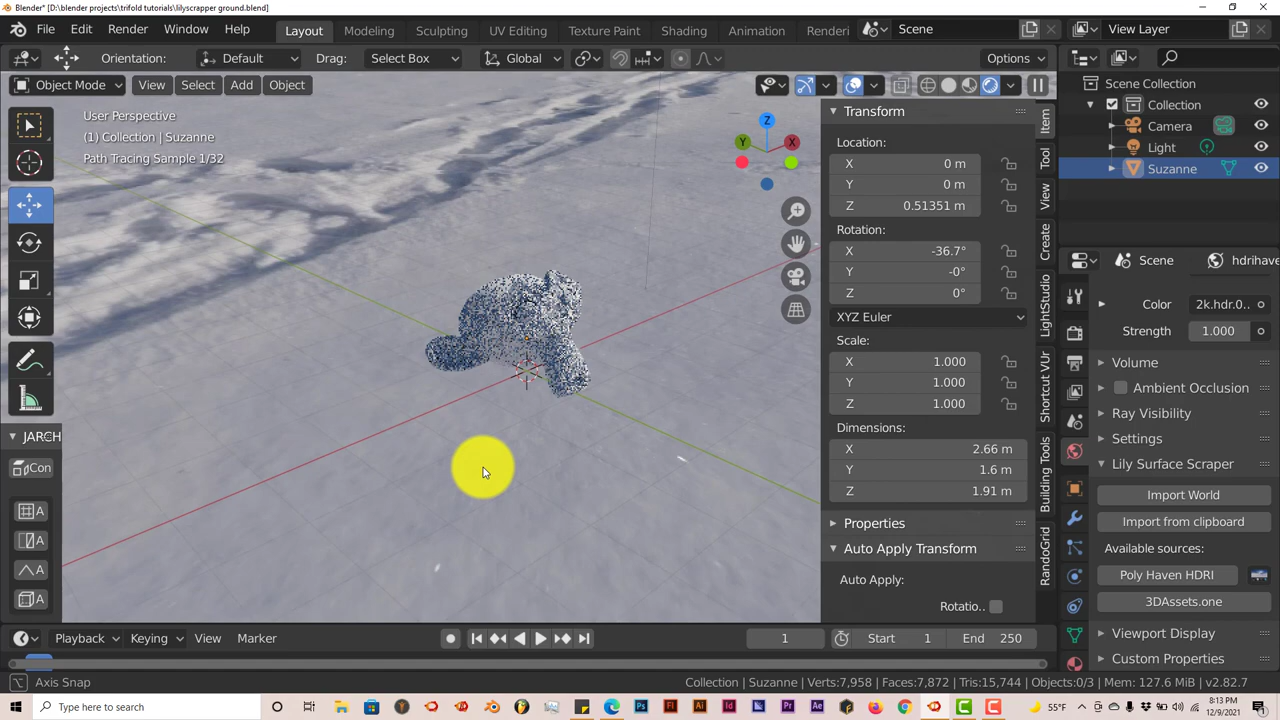 Blender* [D:\blender projects\trifold tutorials\lilyscrapper ground.blend]
File Edit Render Window Help Layout Modeling Sculpting UV Editing Texture Paint Shading Animation Renderi Scene View Layer
Orientation: Default Drag: Select Box Global Options
Object Mode View Select Add Object
User Perspective
(1) Collection | Suzanne
Path Tracing Sample 1/32
Z
Y
X
JARCH
Con
A
A
A
A
Transform
Location:
X 0 m
Y 0 m
Z 0.51351 m
Rotation:
X -36.7°
Y -0°
Z 0°
XYZ Euler
Scale:
X 1.000
Y 1.000
Z 1.000
Dimensions:
X 2.66 m
Y 1.6 m
Z 1.91 m
Properties
Auto Apply Transform
Auto Apply:
Rotatio..
Item
Tool
View
Create
LightStudio
Shortcut VUr
Building Tools
RandoGrid
Scene Collection
Collection
Camera
Light
Suzanne
Scene hdrihave
Color 2k.hdr.0..
Strength 1.000
Volume
Ambient Occlusion
Ray Visibility
Settings
Lily Surface Scraper
Import World
Import from clipboard
Available sources:
Poly Haven HDRI
3DAssets.one
Viewport Display
Custom Properties
Playback Keying View Marker 1 Start 1 End 250
Axis Snap Collection | Suzanne | Verts:7,958 | Faces:7,872 | Tris:15,744 | Objects:0/3 | Mem: 127.6 MiB | v2.82.7
Type here to search 55°F 8:13 PM
12/9/2021